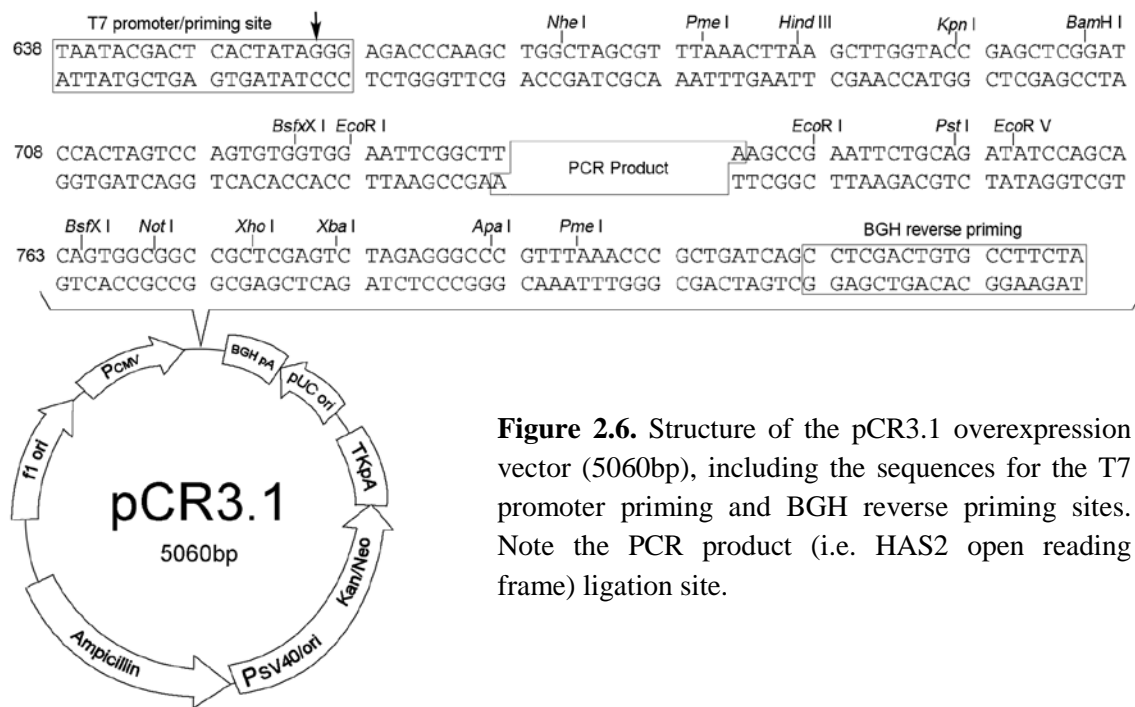 T7 promoter/priming site
Nhe I Pme I Hind III Kpn I BamH I
638 TAATACGACT CACTATAGGG AGACCCAAGC TGGCTAGCGT TTAAACTTAA GCTTGGTACC GAGCTCGGAT
ATTATGCTGA GTGATATCCC TCTGGGTTCG ACCGATCGCA AATTTGAATT CGAACCATGG CTCGAGCCTA
BsfxX I EcoR I EcoR I Pst I EcoR V
708 CCACTAGTCC AGTGTGGTGG AATTCGGCTT PCR Product AAGCCG AATTCTGCAG ATATCCAGCA
GGTGATCAGG TCACACCACC TTAAGCCGAA TTCGGC TTAAGACGTC TATAGGTCGT
BsfX I Not I Xho I Xba I Apa I Pme I BGH reverse priming
763 CAGTGGCGGC CGCTCGAGTC TAGAGGGCCC GTTTAAACCC GCTGATCAGC CTCGACTGTG CCTTCTA
GTCACCGCCG GCGAGCTCAG ATCTCCCGGG CAAATTTGGG CGACTAGTCG GAGCTGACAC GGAAGAT
PCMV
BGH pA
pUC ori
TKpA
Kan/Neo
PSV40/ori
Ampicillin
f1 ori
pCR3.1
5060bp
Figure 2.6. Structure of the pCR3.1 overexpression
vector (5060bp), including the sequences for the T7
promoter priming and BGH reverse priming sites.
Note the PCR product (i.e. HAS2 open reading
frame) ligation site.